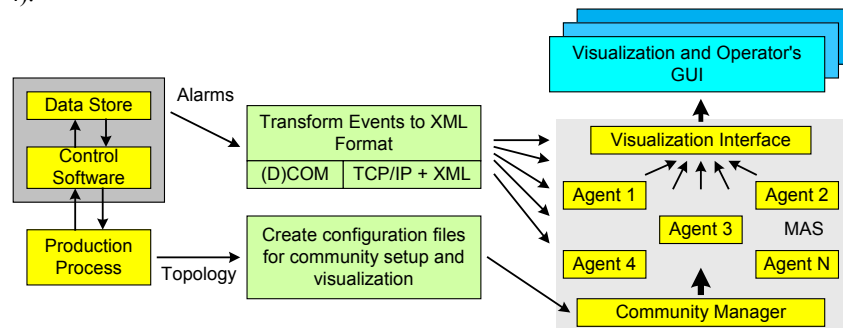 Visualization and Operator's
GUI
Data Store
Alarms
Control
Software
Transform Events to XML
Format
(D)COM
TCP/IP + XML
Visualization Interface
Agent 1
Agent 2
Agent 3
MAS
Production
Process
Topology
Create configuration files
for community setup and
visualization
Agent 4
Agent N
Community Manager